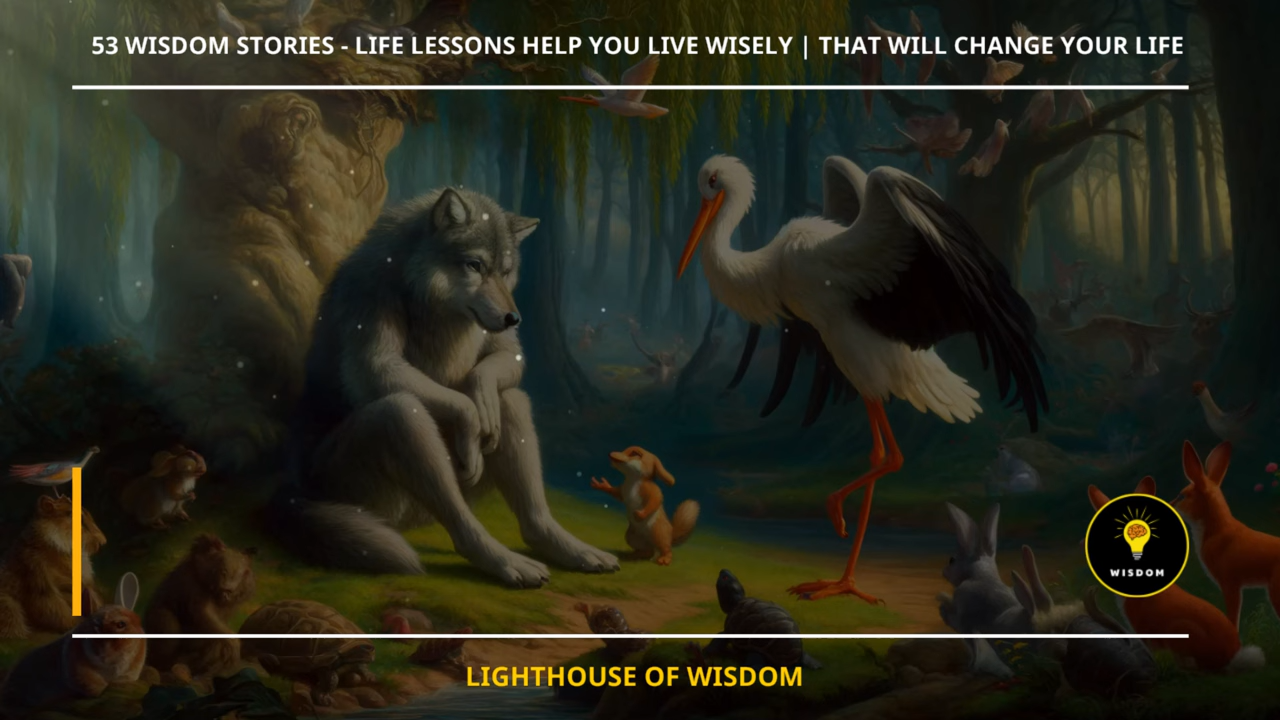 53 WISDOM STORIES - LIFE LESSONS HELP YOU LIVE WISELY | THAT WILL CHANGE YOUR LIFE
WISDOM
LIGHTHOUSE OF WISDOM